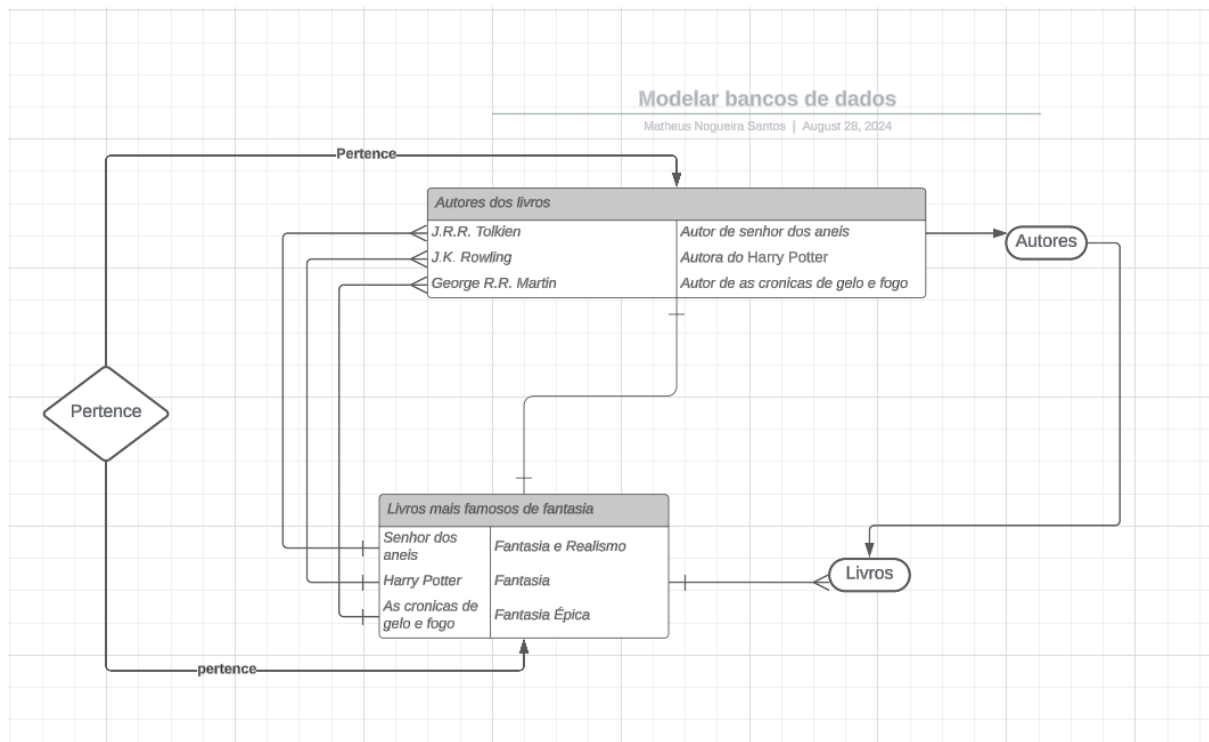 Modelar bancos de dados
Matheus Nogueira Santos | August 28, 2024
Pertence
Autores dos livros
J.R.R. Tolkien
Autor de senhor dos aneis
J.K. Rowling
Autora do Harry Potter
George R.R. Martin
Autor de as cronicas de gelo e fogo
Autores
Pertence
Livros mais famosos de fantasia
Senhor dos
aneis
Fantasia e Realismo
Harry Potter
Fantasia
As cronicas de
gelo e fogo
Fantasia Épica
Livros
pertence